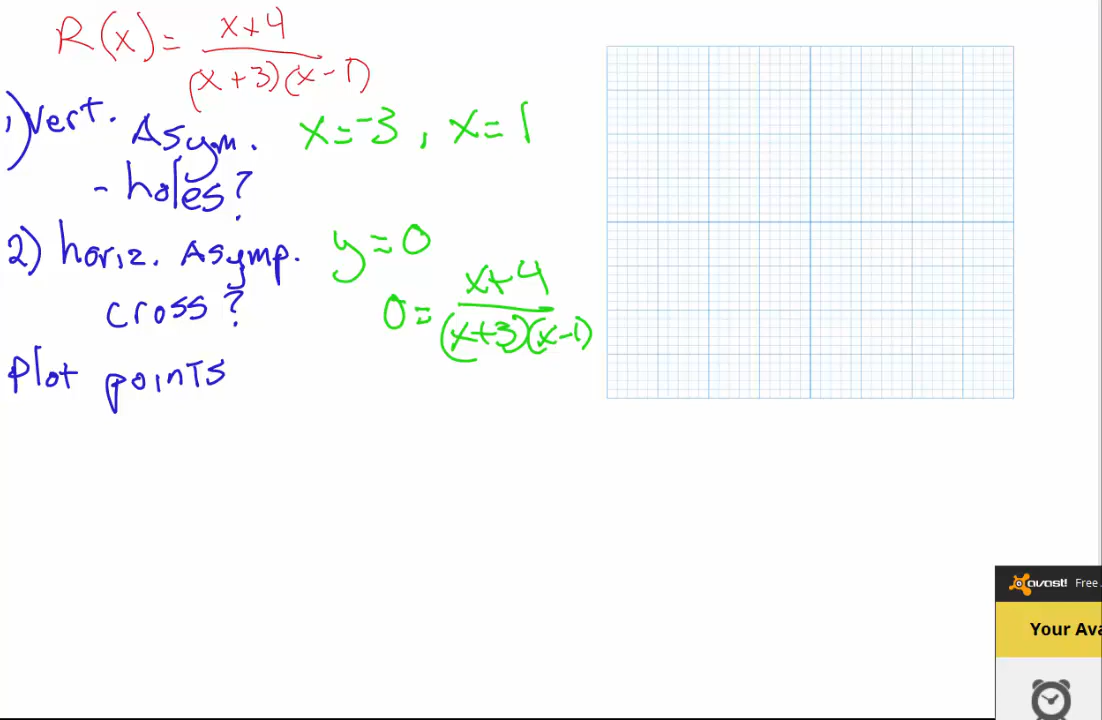 R(x) = x+4
(x+3)(x-1)
1) Vert. Asym. x=-3, x=1
- holes?
2) horiz. Asymp. y=0
cross? 0= x+4
(x+3)(x-1)
Plot points
avast! Free
Your Ava